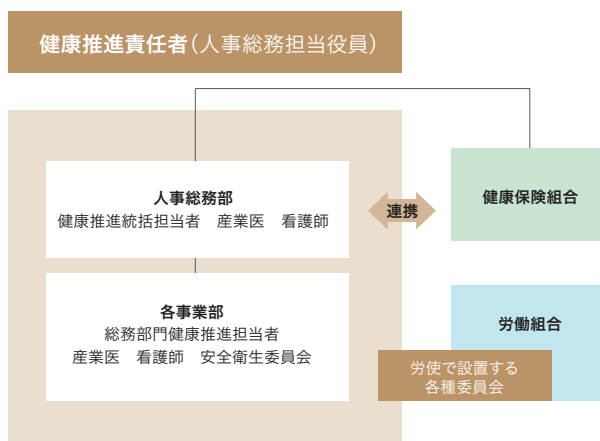 健康推進責任者(人事総務担当役員)
人事総務部
健康推進統括担当者　産業医　看護師
連携
健康保険組合
各事業部
総務部門健康推進担当者
産業医　看護師　安全衛生委員会
労働組合
労使で設置する
各種委員会